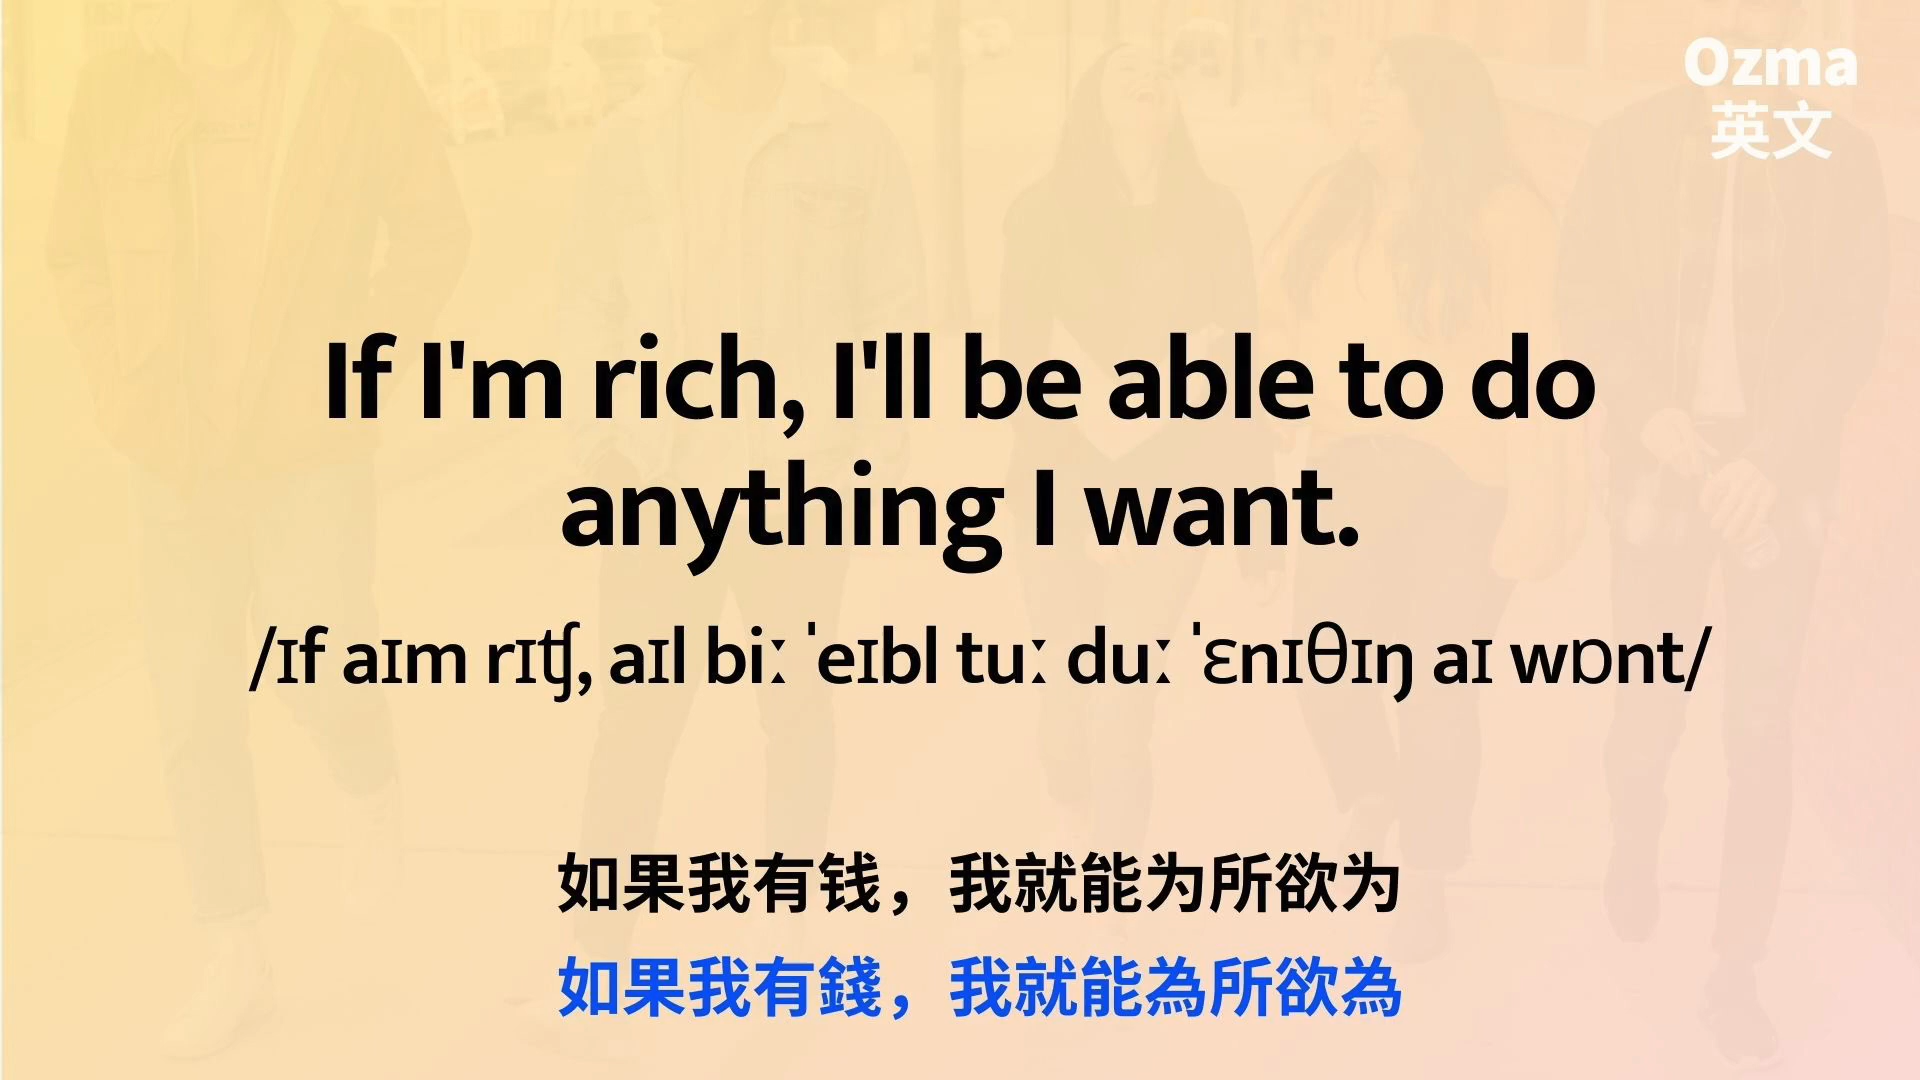 Ozma
英文
If I'm rich, I'll be able to do
anything I want.
/ɪf aɪm rɪʧ, aɪl biː ˈeɪbl tuː duː ˈɛnɪθɪŋ aɪ wɒnt/
如果我有钱，我就能为所欲为
如果我有錢，我就能為所欲為